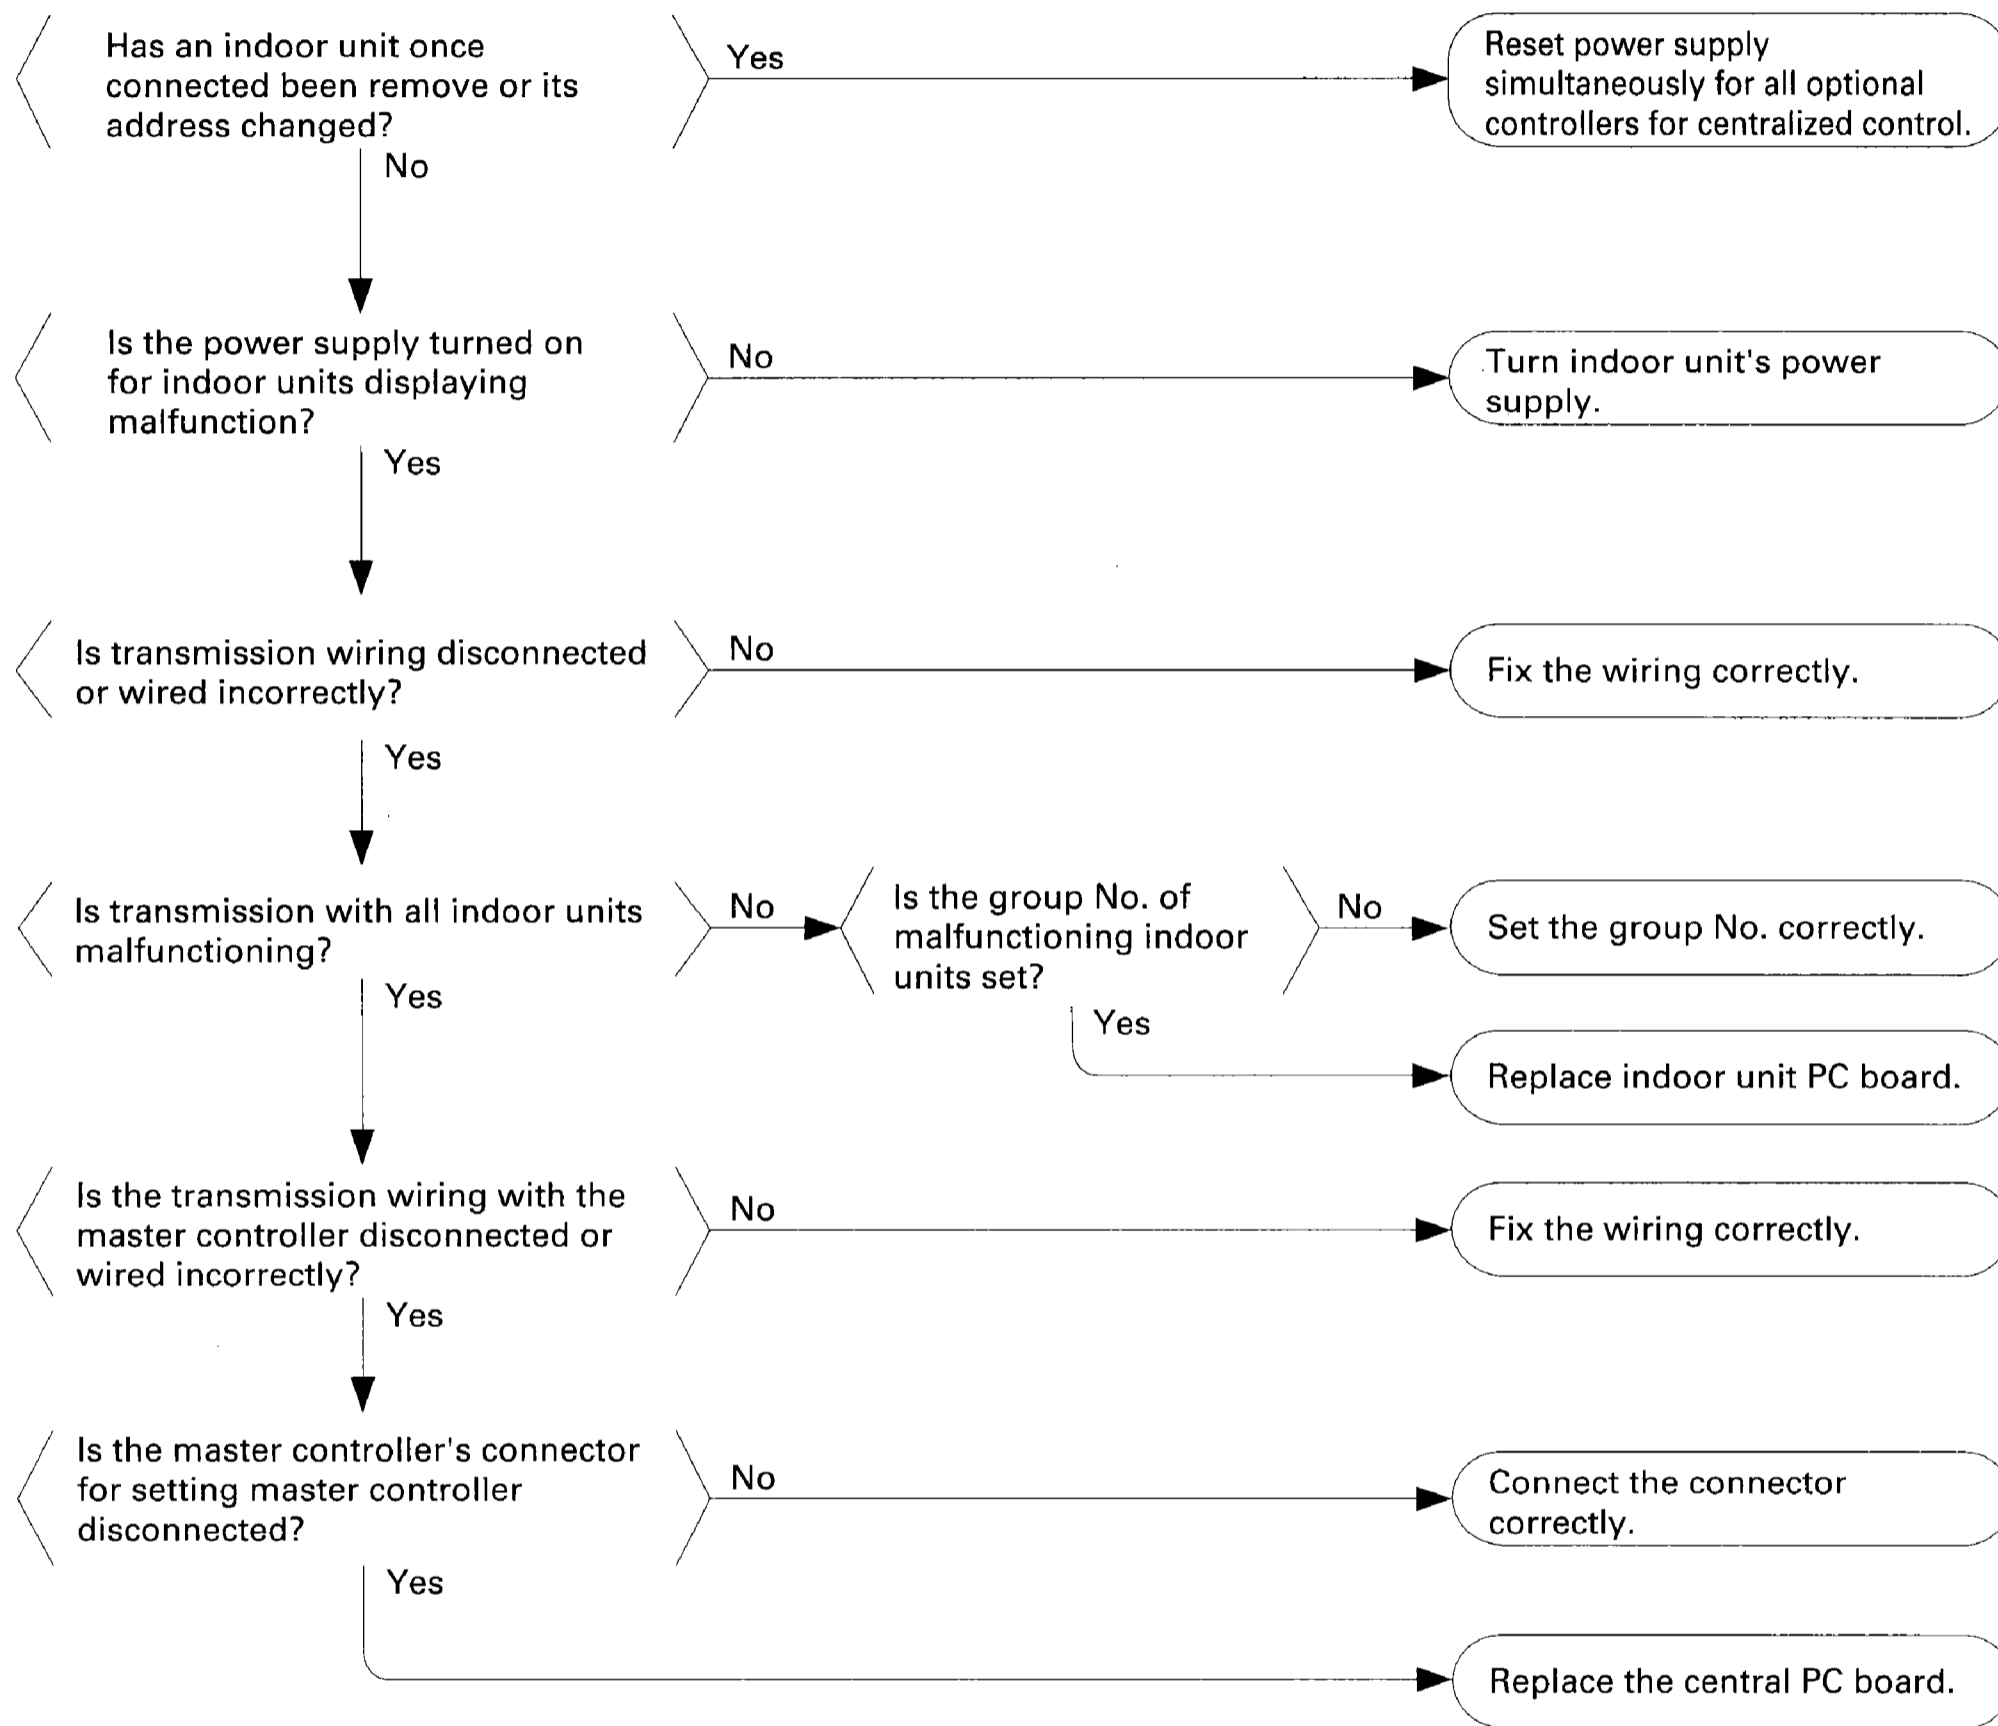 Has an indoor unit once
connected been remove or its
address changed?
Yes
Reset power supply
simultaneously for all optional
controllers for centralized control.
No
Is the power supply turned on
for indoor units displaying
malfunction?
No
Turn indoor unit's power
supply.
Yes
Is transmission wiring disconnected
or wired incorrectly?
No
Fix the wiring correctly.
Yes
Is transmission with all indoor units
malfunctioning?
No
Is the group No. of
malfunctioning indoor
units set?
No
Set the group No. correctly.
Yes
Yes
Replace indoor unit PC board.
Is the transmission wiring with the
master controller disconnected or
wired incorrectly?
No
Fix the wiring correctly.
Yes
Is the master controller's connector
for setting master controller
disconnected?
No
Connect the connector
correctly.
Yes
Replace the central PC board.